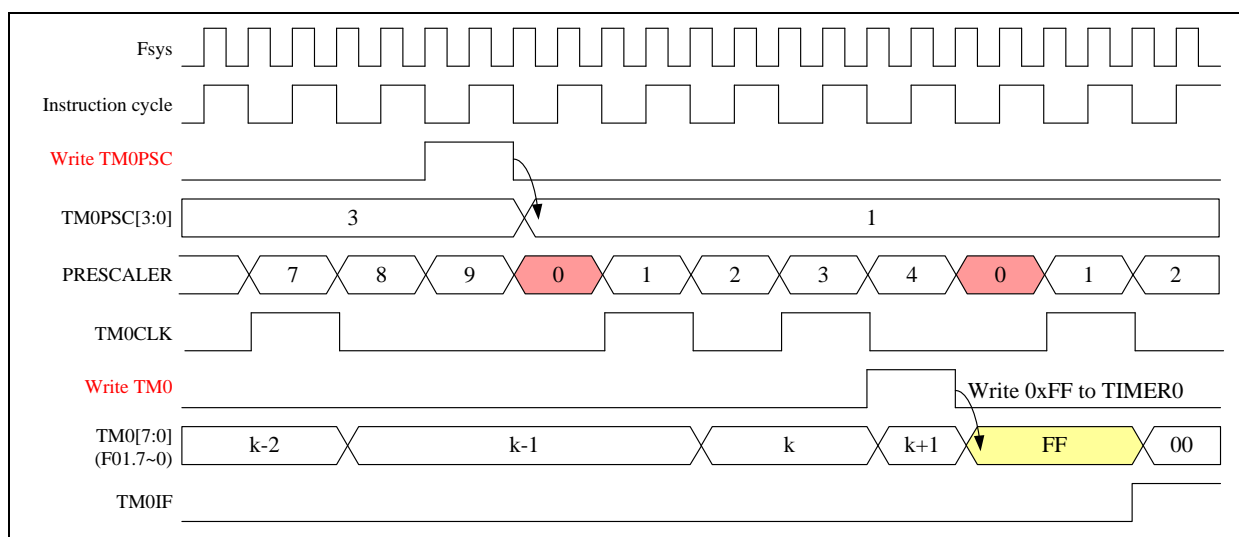 Fsys
Instruction cycle
Write TM0PSC
TM0PSC[3:0] 3 1
PRESCALER 7 8 9 0 1 2 3 4 0 1 2
TM0CLK
Write TM0 Write 0xFF to TIMER0
TM0[7:0] k-2 k-1 k k+1 FF 00
(F01.7~0)
TM0IF